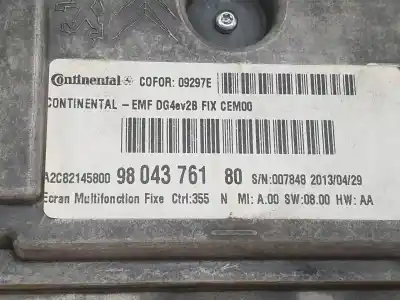 Continental COFOR: 09297E
CONTINENTAL -EMF DG4ev2B FIX CEM00
A2C82145800 98 043 761 80 S/N:007848 2013/04/29
Ecran Multifonction Fixe Ctrl:355 N MI: A.00 SW:08.00 HW: AA